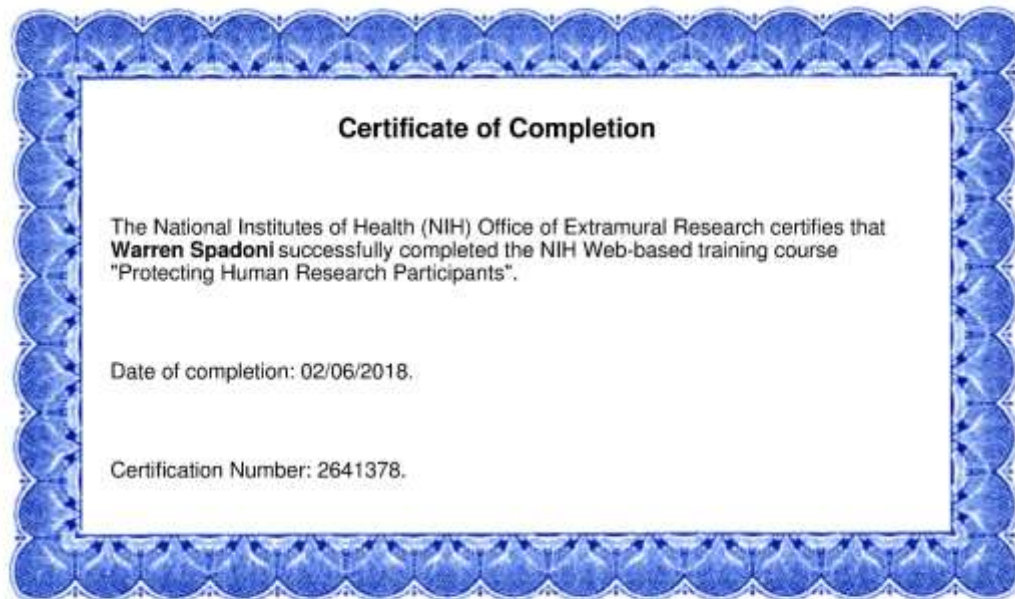 Certificate of Completion
The National Institutes of Health (NIH) Office of Extramural Research certifies that
Warren Spadoni successfully completed the NIH Web-based training course
"Protecting Human Research Participants".
Date of completion: 02/06/2018.
Certification Number: 2641378.